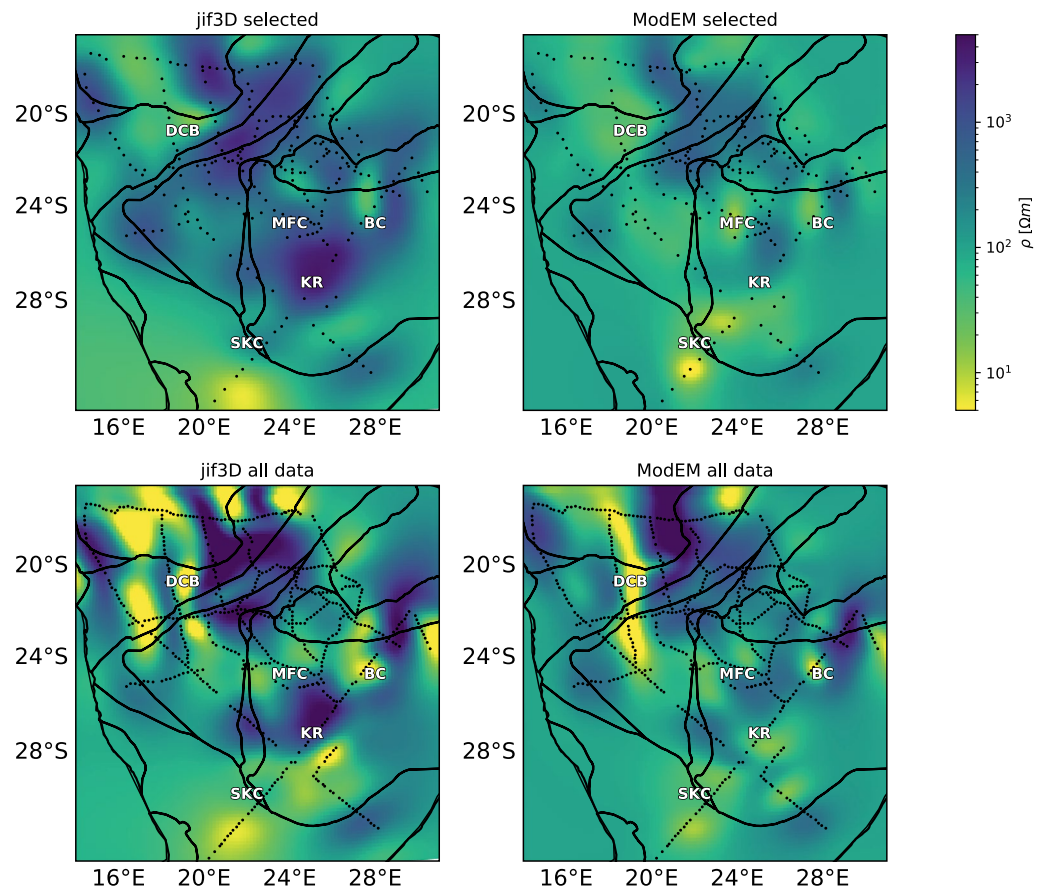 jif3D selected
ModEM selected
20°S
24°S
28°S
DCB
MFC
BC
KR
SKC
DCB
MFC
BC
KR
SKC
10³
10²
10¹
ρ [Ωm]
16°E 20°E 24°E 28°E
16°E 20°E 24°E 28°E
jif3D all data
ModEM all data
20°S
24°S
28°S
DCB
MFC
BC
KR
SKC
DCB
MFC
BC
KR
SKC
20°S
24°S
28°S
20°S
24°S
28°S
16°E 20°E 24°E 28°E
16°E 20°E 24°E 28°E